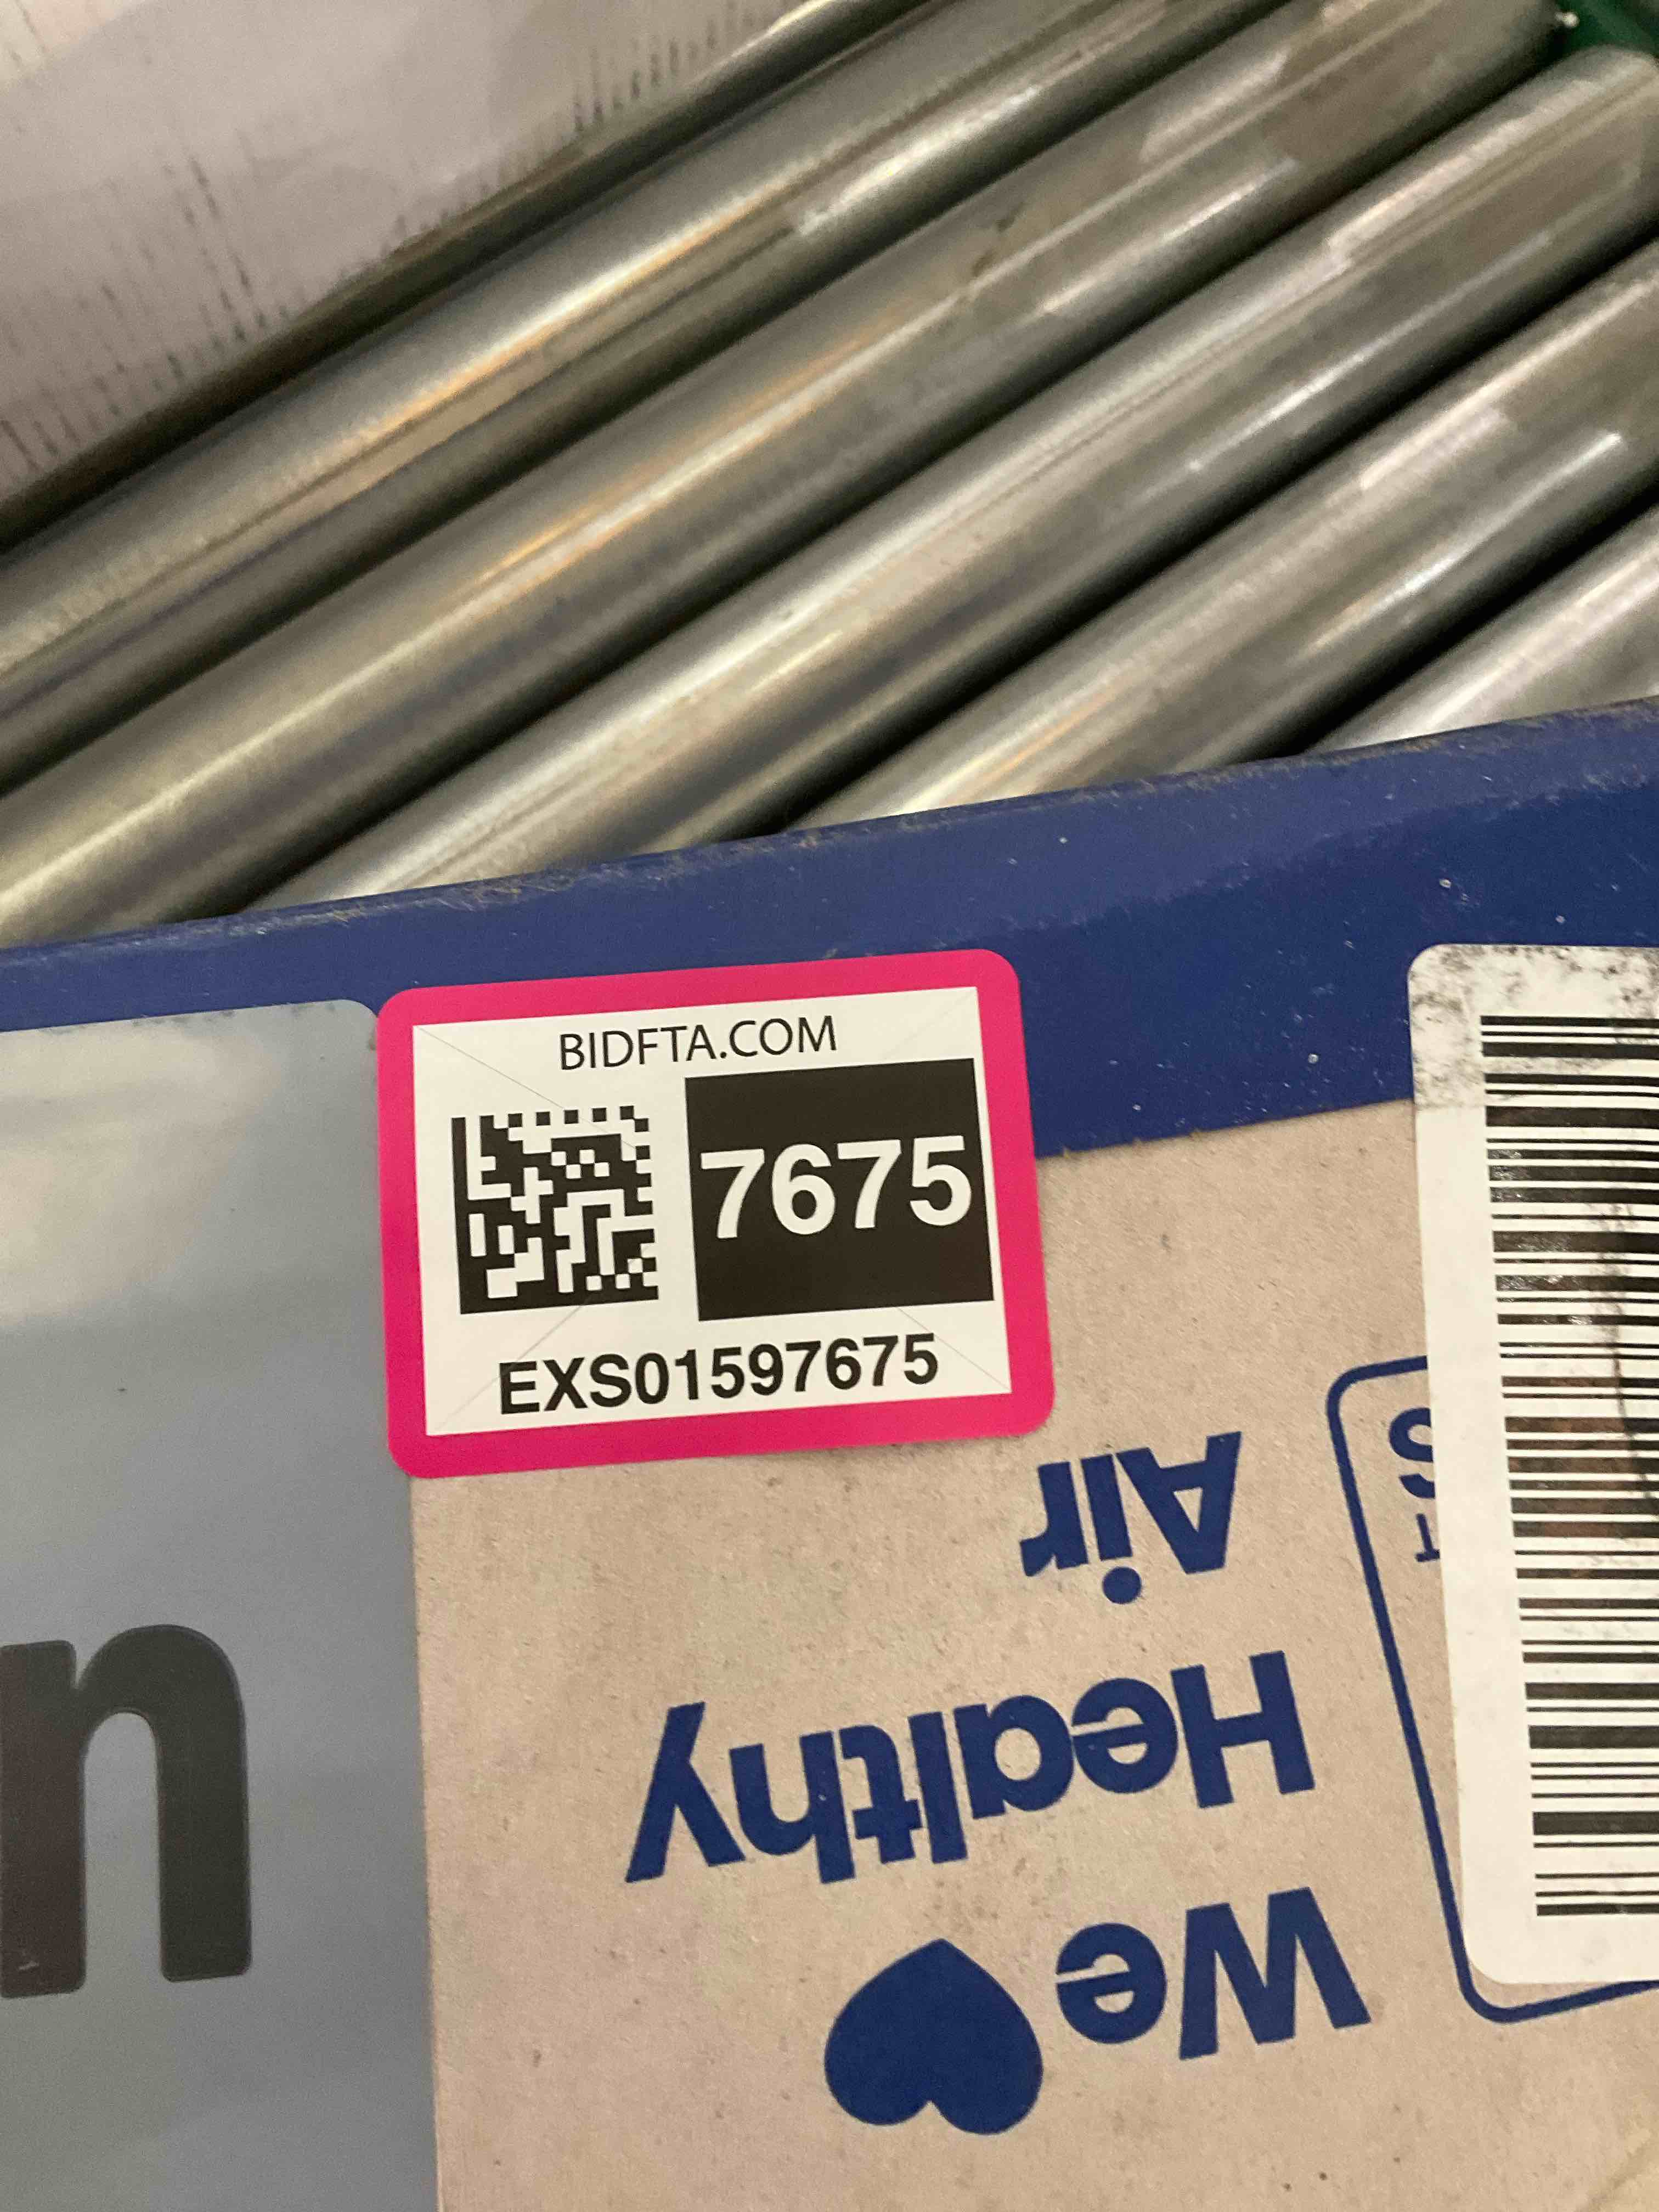 BIDFTA.COM
7675
EXS01597675
n
We
Healthy
Air